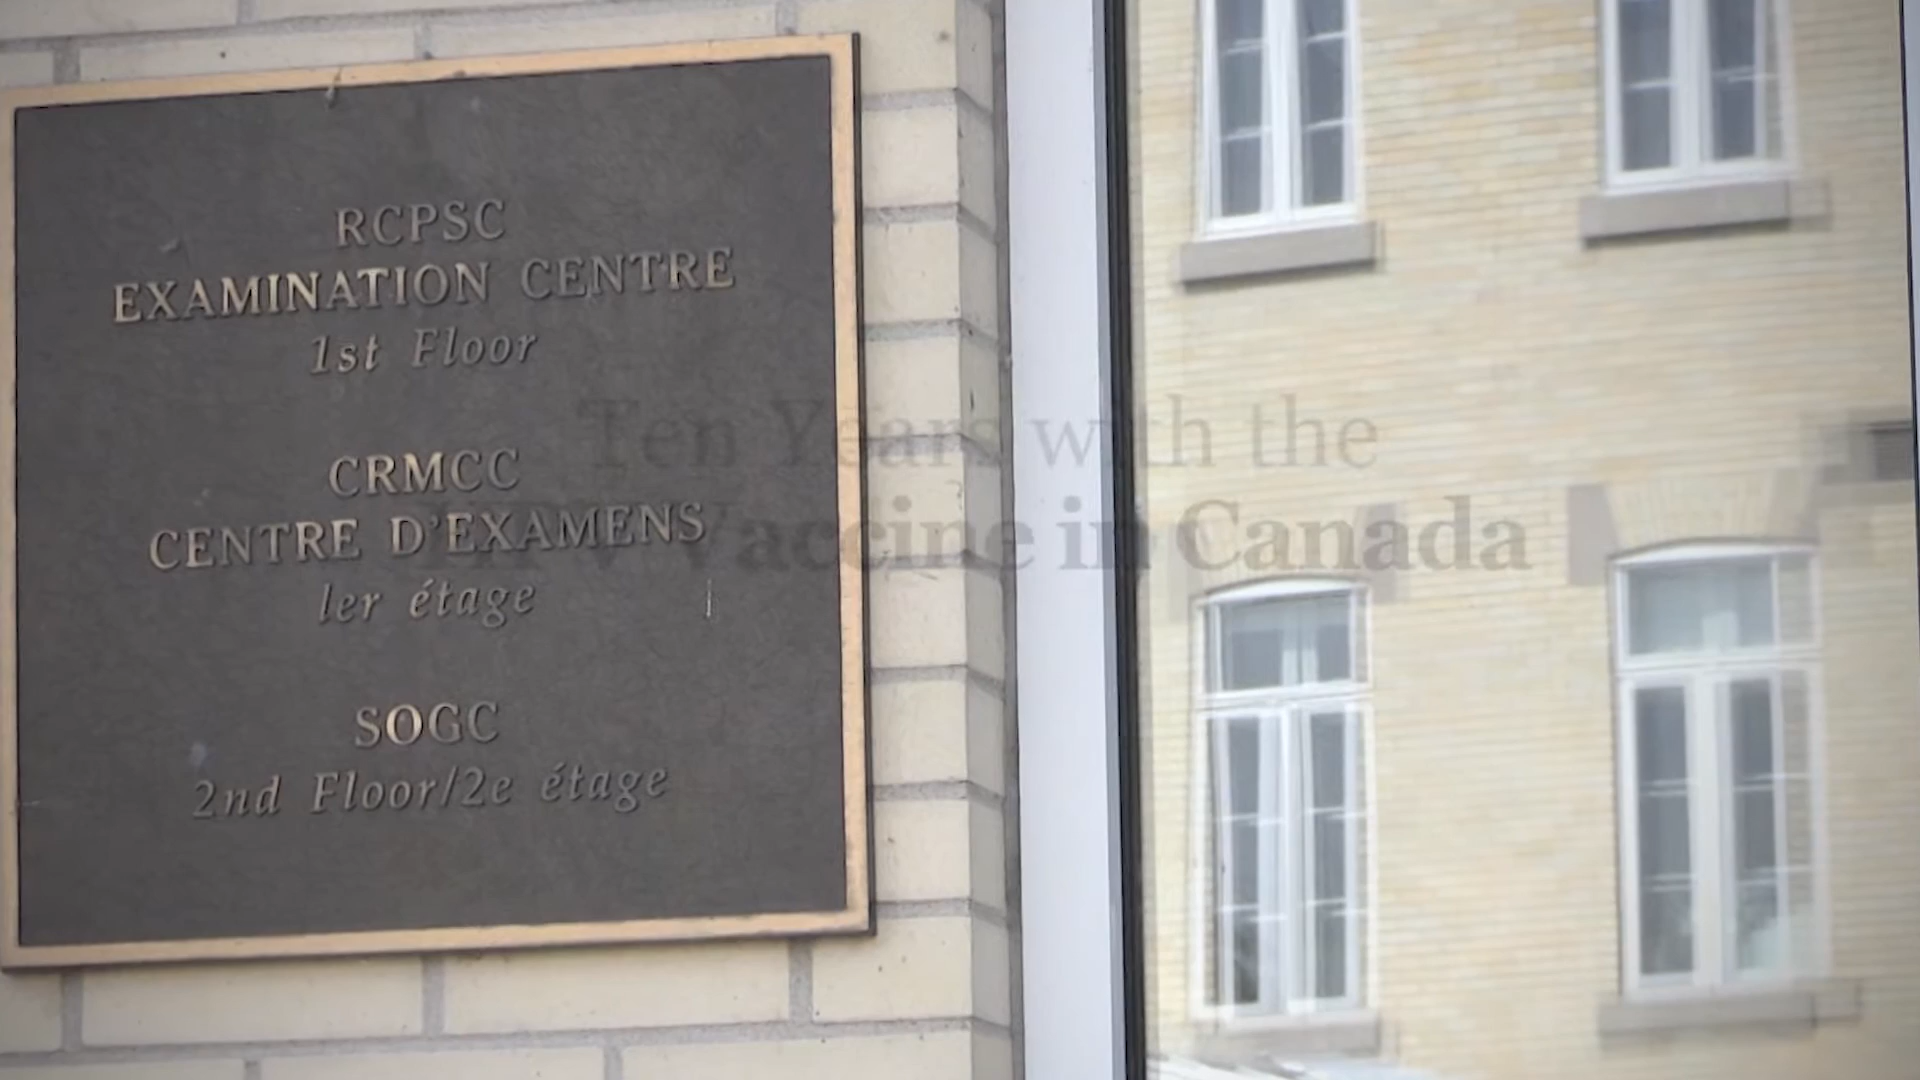 RCPSC
EXAMINATION CENTRE
1st Floor
CRMCC
CENTRE D'EXAMENS
1er étage
SOGC
2nd Floor/2e étage
Ten Years with the
HPV Vaccine in Canada